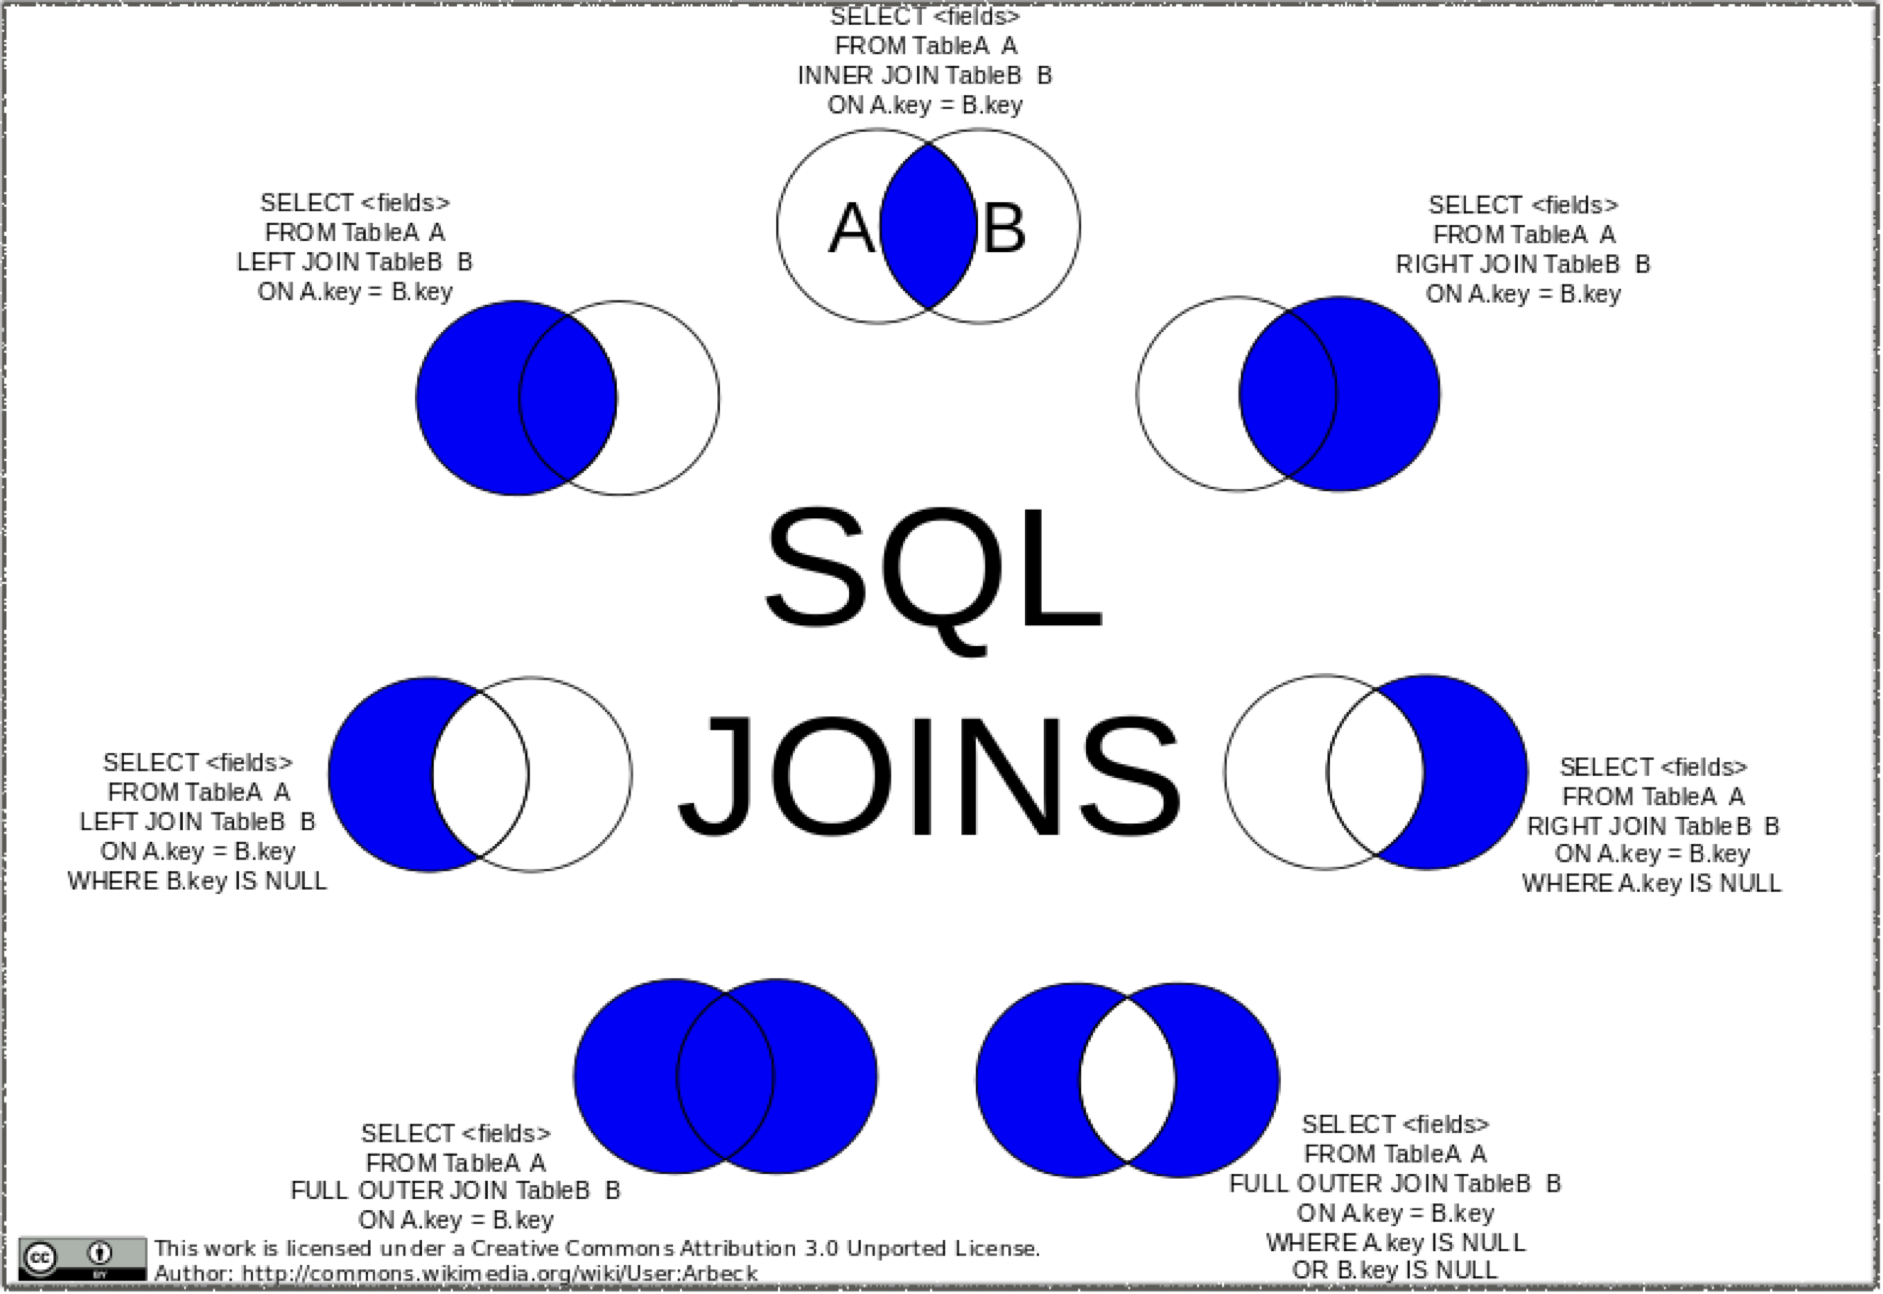 SELECT <fields>
FROM TableA A
INNER JOIN TableB B
ON A.key = B.key
A B
SELECT <fields>
FROM TableA A
LEFT JOIN TableB B
ON A.key = B.key
SELECT <fields>
FROM TableA A
RIGHT JOIN TableB B
ON A.key = B.key
SQL
JOINS
SELECT <fields>
FROM TableA A
LEFT JOIN TableB B
ON A.key = B.key
WHERE B.key IS NULL
SELECT <fields>
FROM TableA A
RIGHT JOIN TableB B
ON A.key = B.key
WHERE A.key IS NULL
SELECT <fields>
FROM TableA A
FULL OUTER JOIN TableB B
ON A.key = B.key
SELECT <fields>
FROM TableA A
FULL OUTER JOIN TableB B
ON A.key = B.key
WHERE A.key IS NULL
OR B.key IS NULL
cc
BY
This work is licensed under a Creative Commons Attribution 3.0 Unported License.
Author: http://commons.wikimedia.org/wiki/User:Arbeck